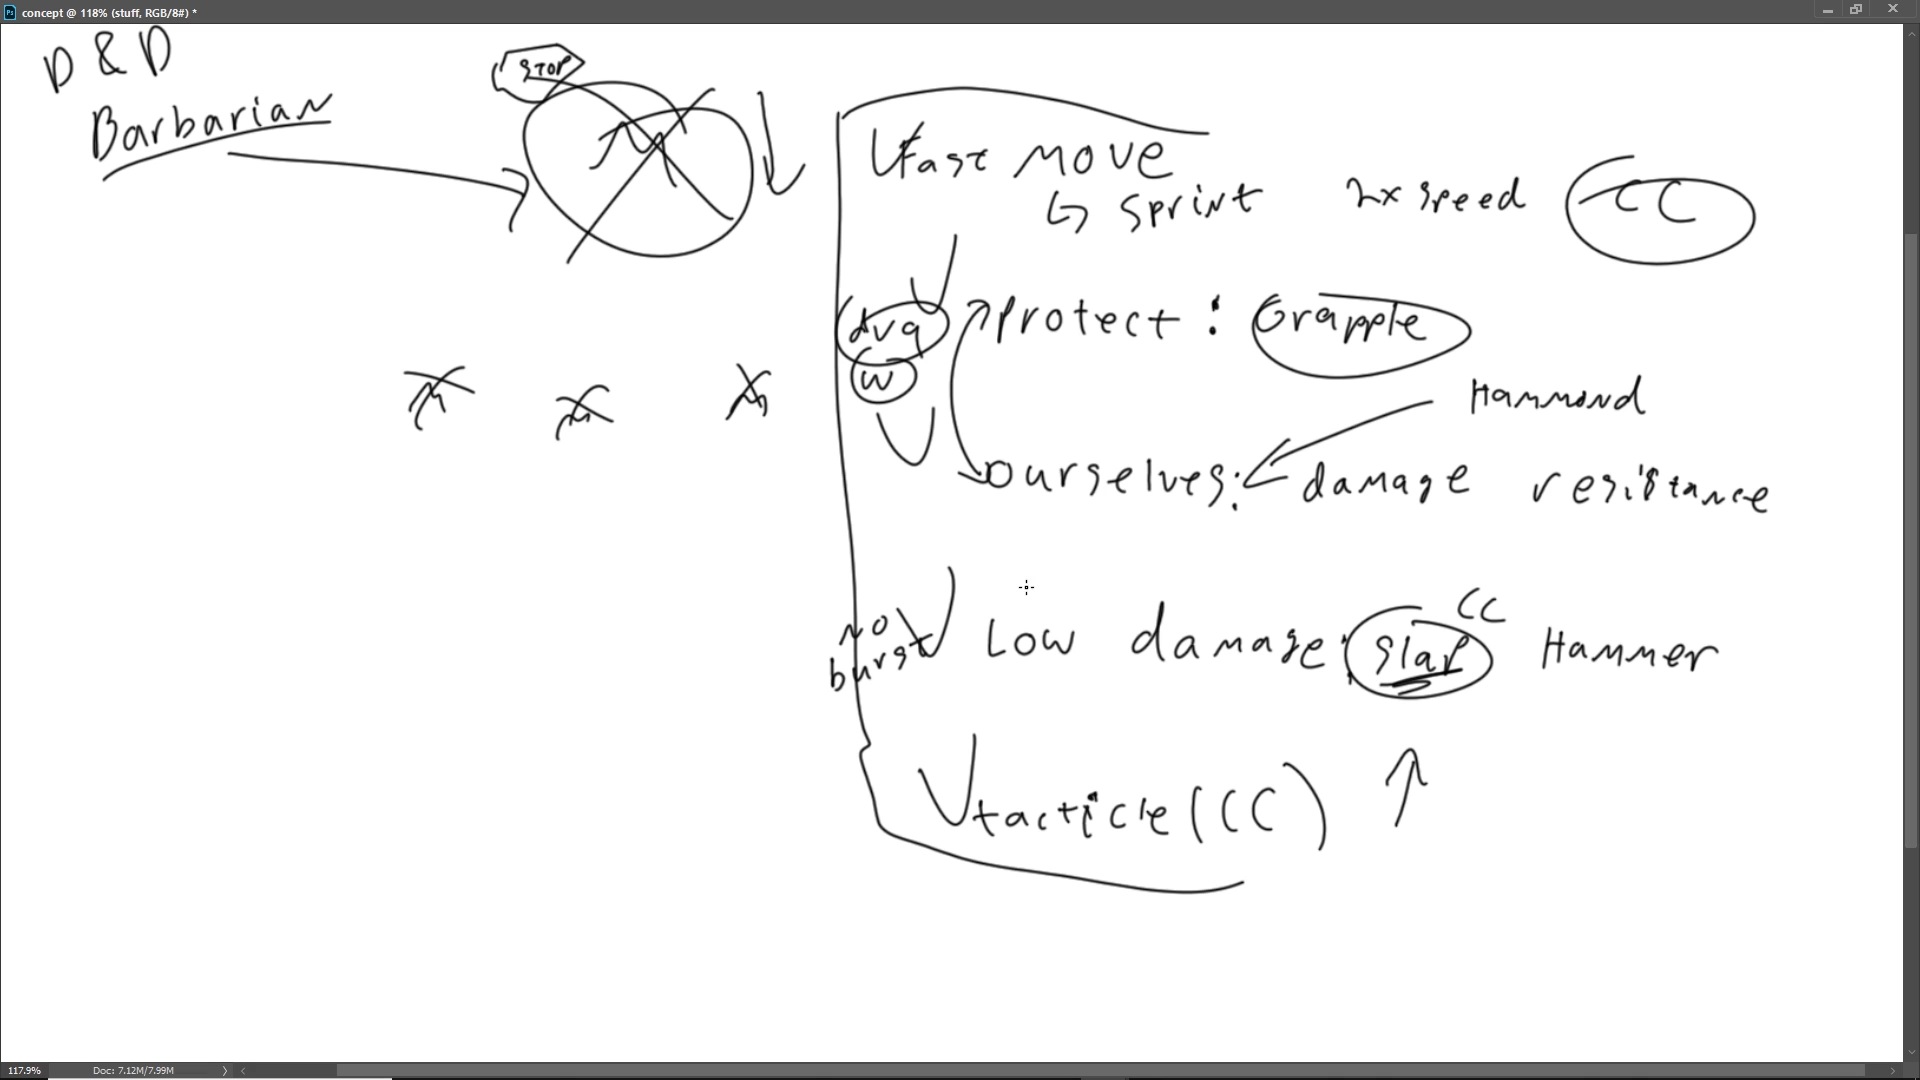 concept @ 118% (stuff, RGB/8#) *
D & D
Barbarian
STOP
M
Fast move
sprint 2x speed CC
Avg
W
Protect: Grapple
Hammond
ourselves: damage resistance
no burst
Low damage: slap CC Hammer
tacticle (CC)
117.9% Doc: 7.12M/7.99M